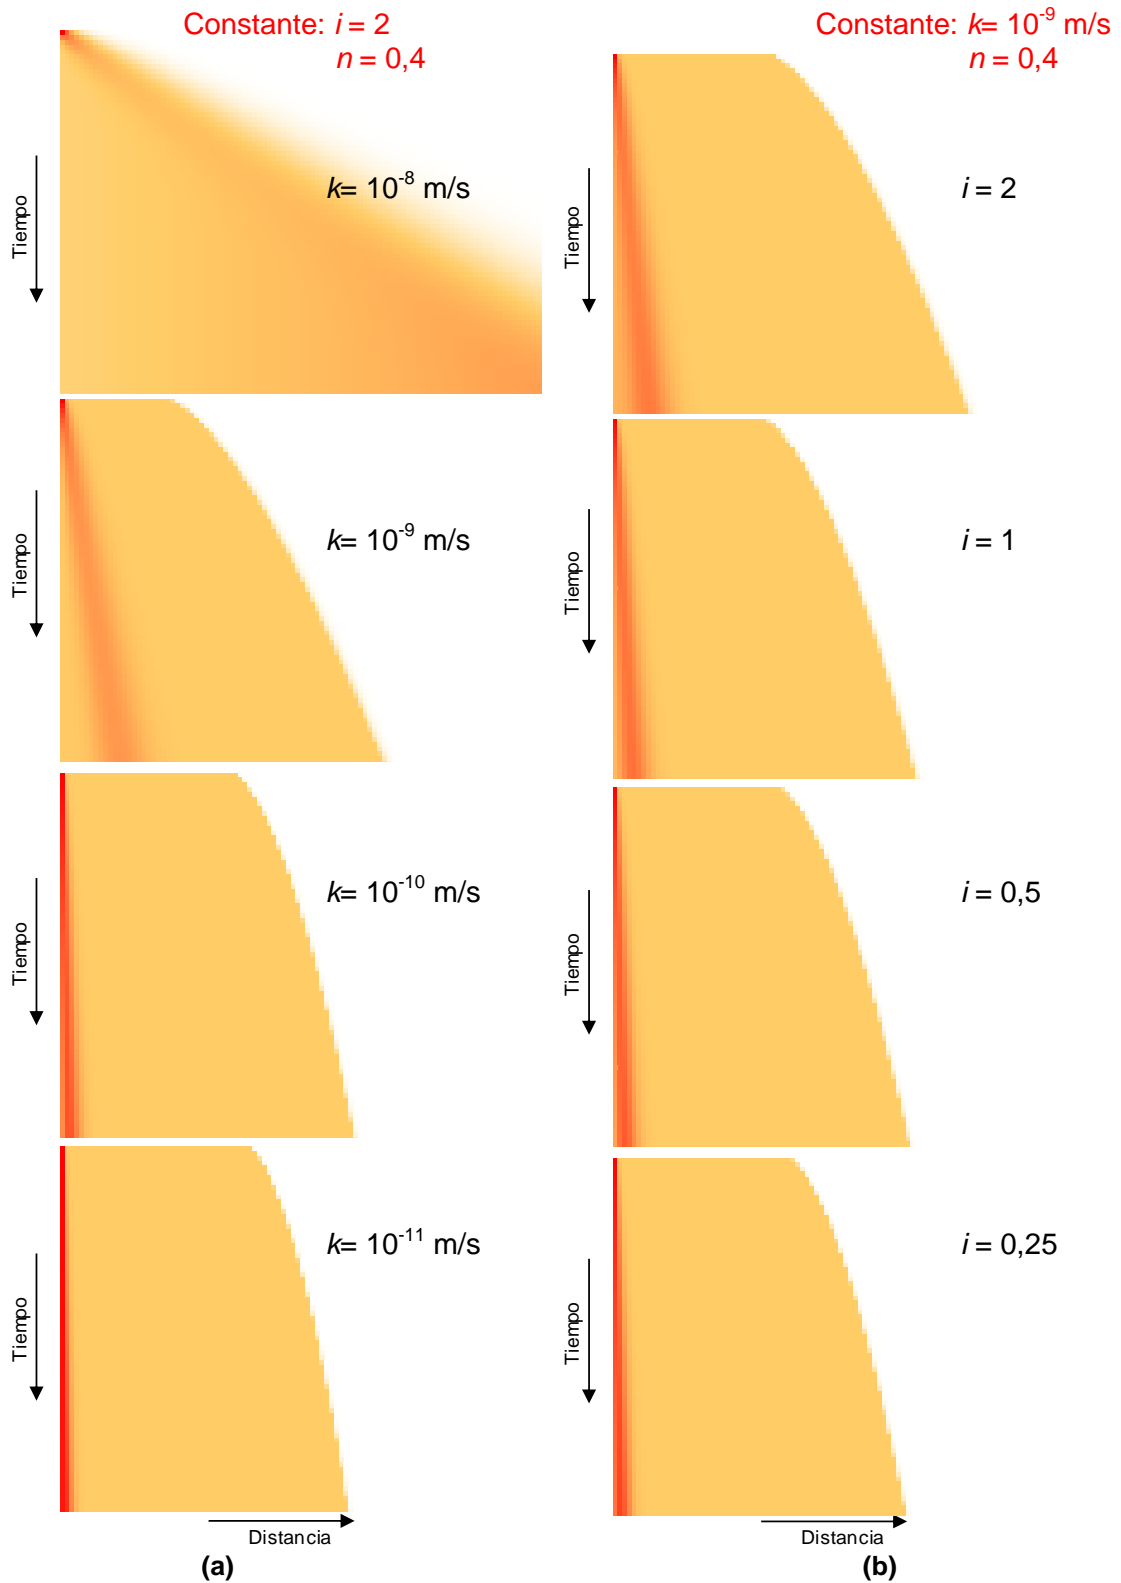 Constante: i = 2
n = 0,4
Tiempo
k= 10⁻⁸ m/s
Tiempo
k= 10⁻⁹ m/s
Tiempo
k= 10⁻¹⁰ m/s
Tiempo
k= 10⁻¹¹ m/s
Distancia
(a)
Constante: k= 10⁻⁹ m/s
n = 0,4
Tiempo
i = 2
Tiempo
i = 1
Tiempo
i = 0,5
Tiempo
i = 0,25
Distancia
(b)